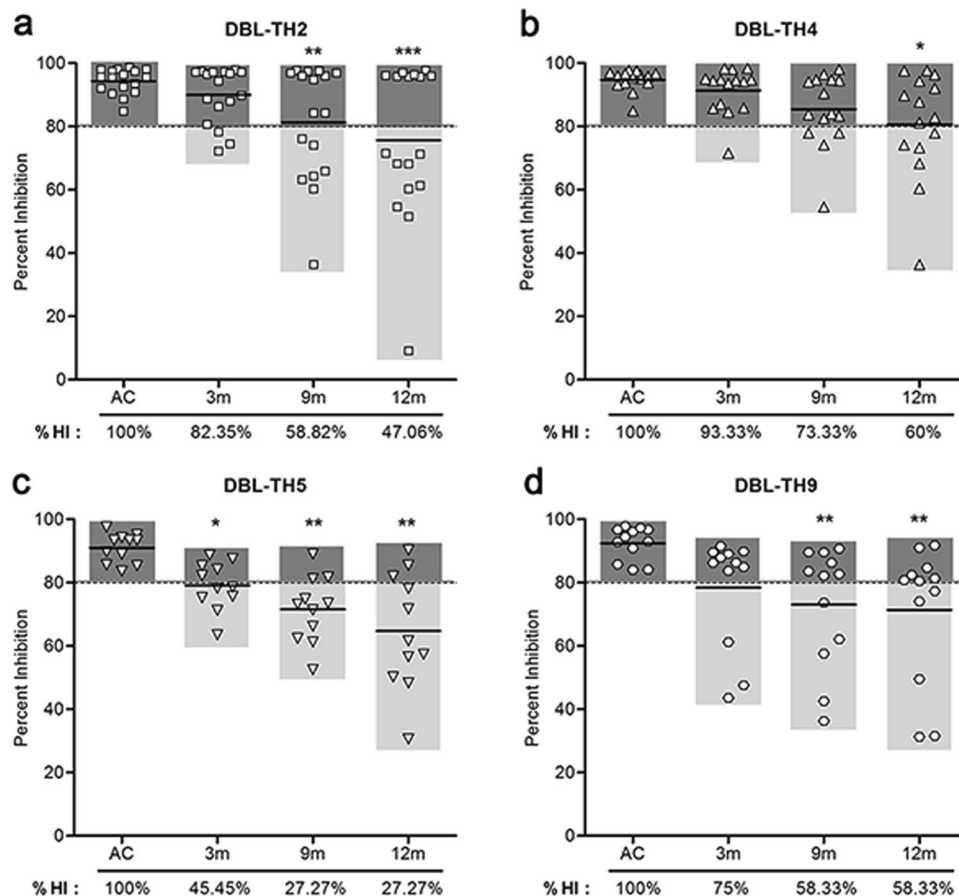 a
DBL-TH2
** ***
100
80
60
40
20
0
Percent Inhibition
AC 3m 9m 12m
% HI : 100% 82.35% 58.82% 47.06%
b
DBL-TH4
*
100
80
60
40
20
0
Percent Inhibition
AC 3m 9m 12m
% HI : 100% 93.33% 73.33% 60%
c
DBL-TH5
* ** **
100
80
60
40
20
0
Percent Inhibition
AC 3m 9m 12m
% HI : 100% 45.45% 27.27% 27.27%
d
DBL-TH9
** **
100
80
60
40
20
0
Percent Inhibition
AC 3m 9m 12m
% HI : 100% 75% 58.33% 58.33%